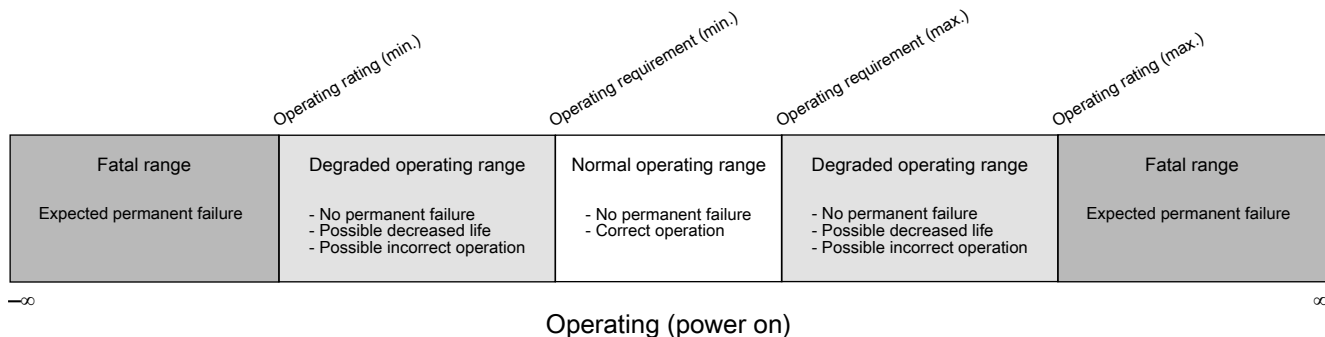 Operating rating (min.)
Operating requirement (min.)
Operating requirement (max.)
Operating rating (max.)
Fatal range
Expected permanent failure
Degraded operating range
- No permanent failure
- Possible decreased life
- Possible incorrect operation
Normal operating range
- No permanent failure
- Correct operation
Degraded operating range
- No permanent failure
- Possible decreased life
- Possible incorrect operation
Fatal range
Expected permanent failure
–∞
∞
Operating (power on)